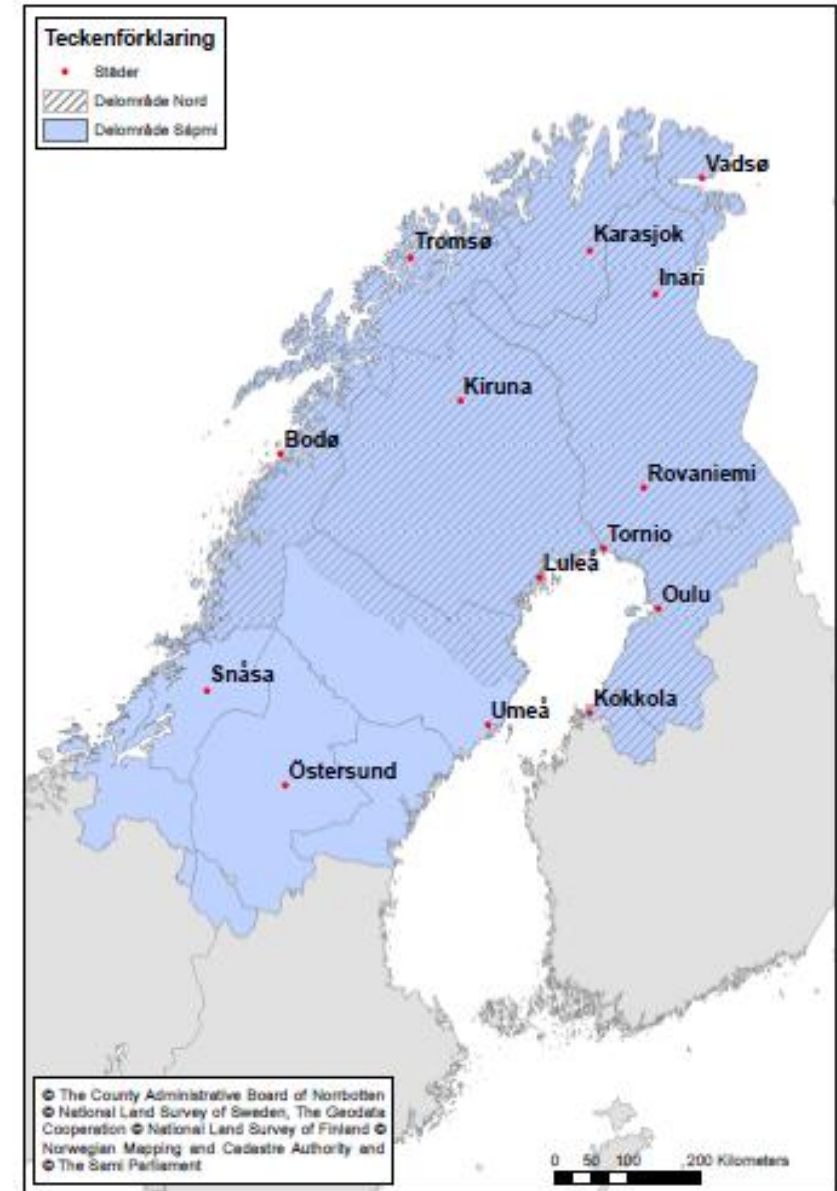 Teckenförklaring
Städer
Delområde Nord
Delområde Sápmi
Vadsø
Tromsø
Karasjok
Inari
Kiruna
Bodø
Rovaniemi
Tornio
Luleå
Oulu
Snåsa
Kokkola
Umeå
Östersund
© The County Administrative Board of Norrbotten
© National Land Survey of Sweden, The Geodata
Cooperation © National Land Survey of Finland ©
Norwegian Mapping and Cadastre Authority and
© The Sami Parliament
0 50 100 200 Kilometers